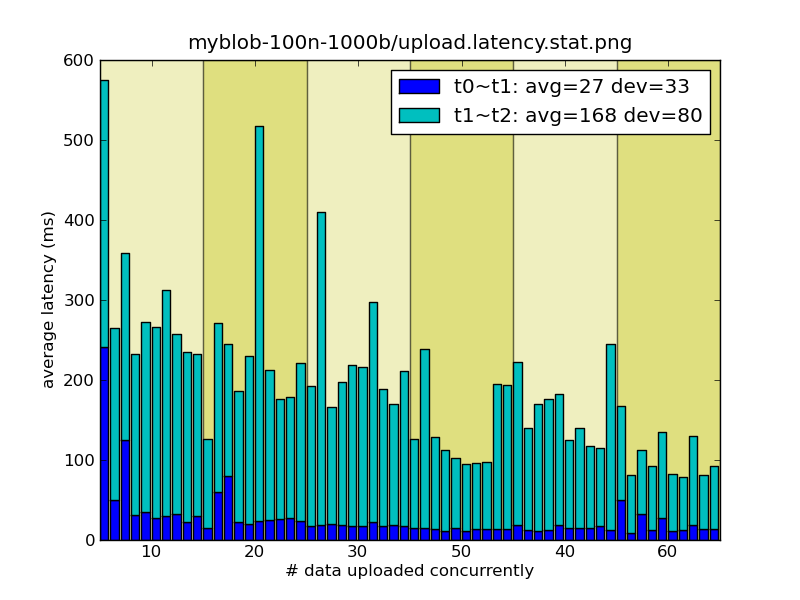 myblob-100n-1000b/upload.latency.stat.png
t0~t1: avg=27 dev=33
t1~t2: avg=168 dev=80
average latency (ms)
600
500
400
300
200
100
0
10 20 30 50 40 60
# data uploaded concurrently